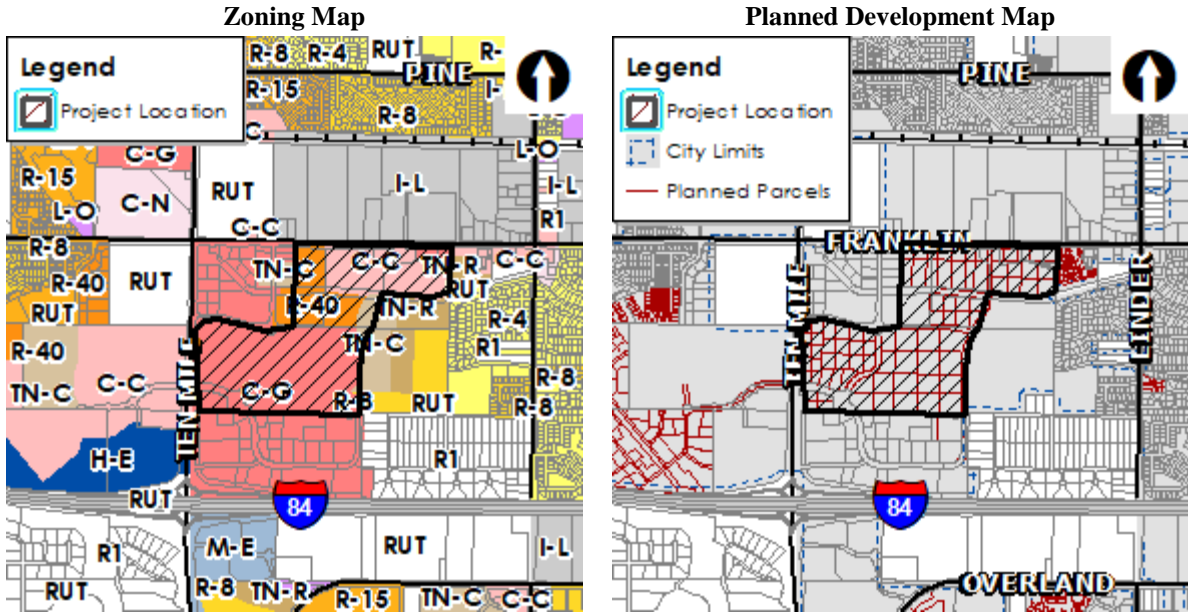 Zoning Map
R-8 R-4 RUT R-
Legend
PINE
I-
Project Location
R-15
R-8
C
L-O
C-G
R-15
C-N
RUT
I-L
I-L
L-O
R1
C-C
R-8
TN-C
C-C
TN-R
C-C
RUT
R-40
R-40
RUT
RUT
TN-R
R-4
R-40
TEN MILE
TN-C
R1
TN-C
C-C
C-G
R-8
RUT
R-8
R-8
H-E
R1
RUT
84
R1
M-E
RUT
I-L
RUT
R-8
TN-R
R-15
TN-C
C-C
Planned Development Map
Legend
PINE
Project Location
City Limits
Planned Parcels
FRANKLIN
TEN MILE
LINDER
84
OVERLAND